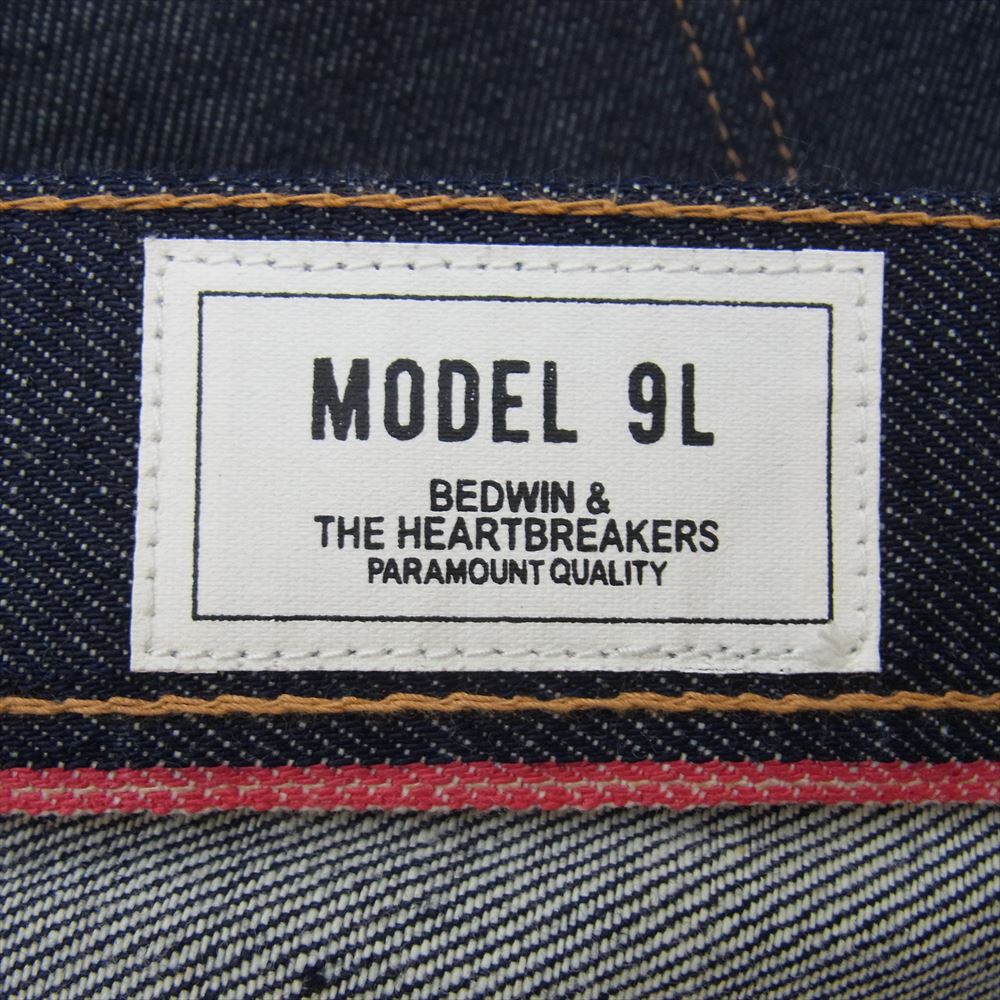 MODEL 9L
BEDWIN &
THE HEARTBREAKERS
PARAMOUNT QUALITY